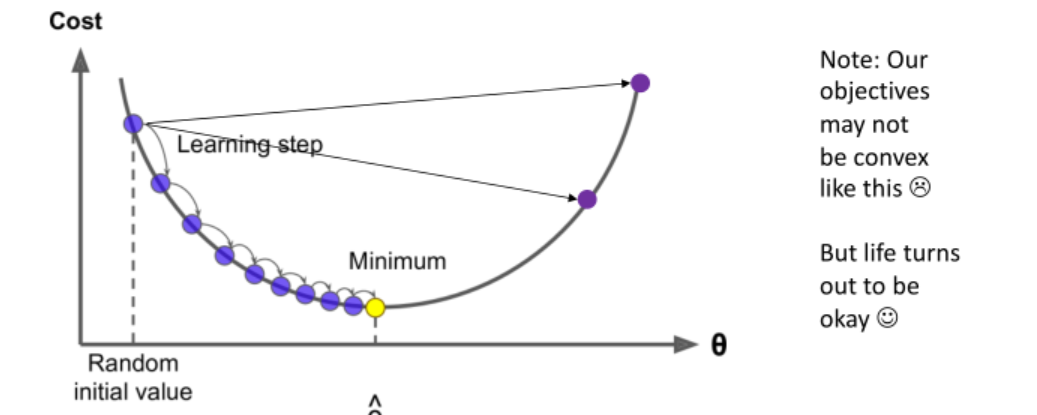 Cost
Learning step
Minimum
θ
Random
initial value
Note: Our
objectives
may not
be convex
like this ☹
But life turns
out to be
okay ☺